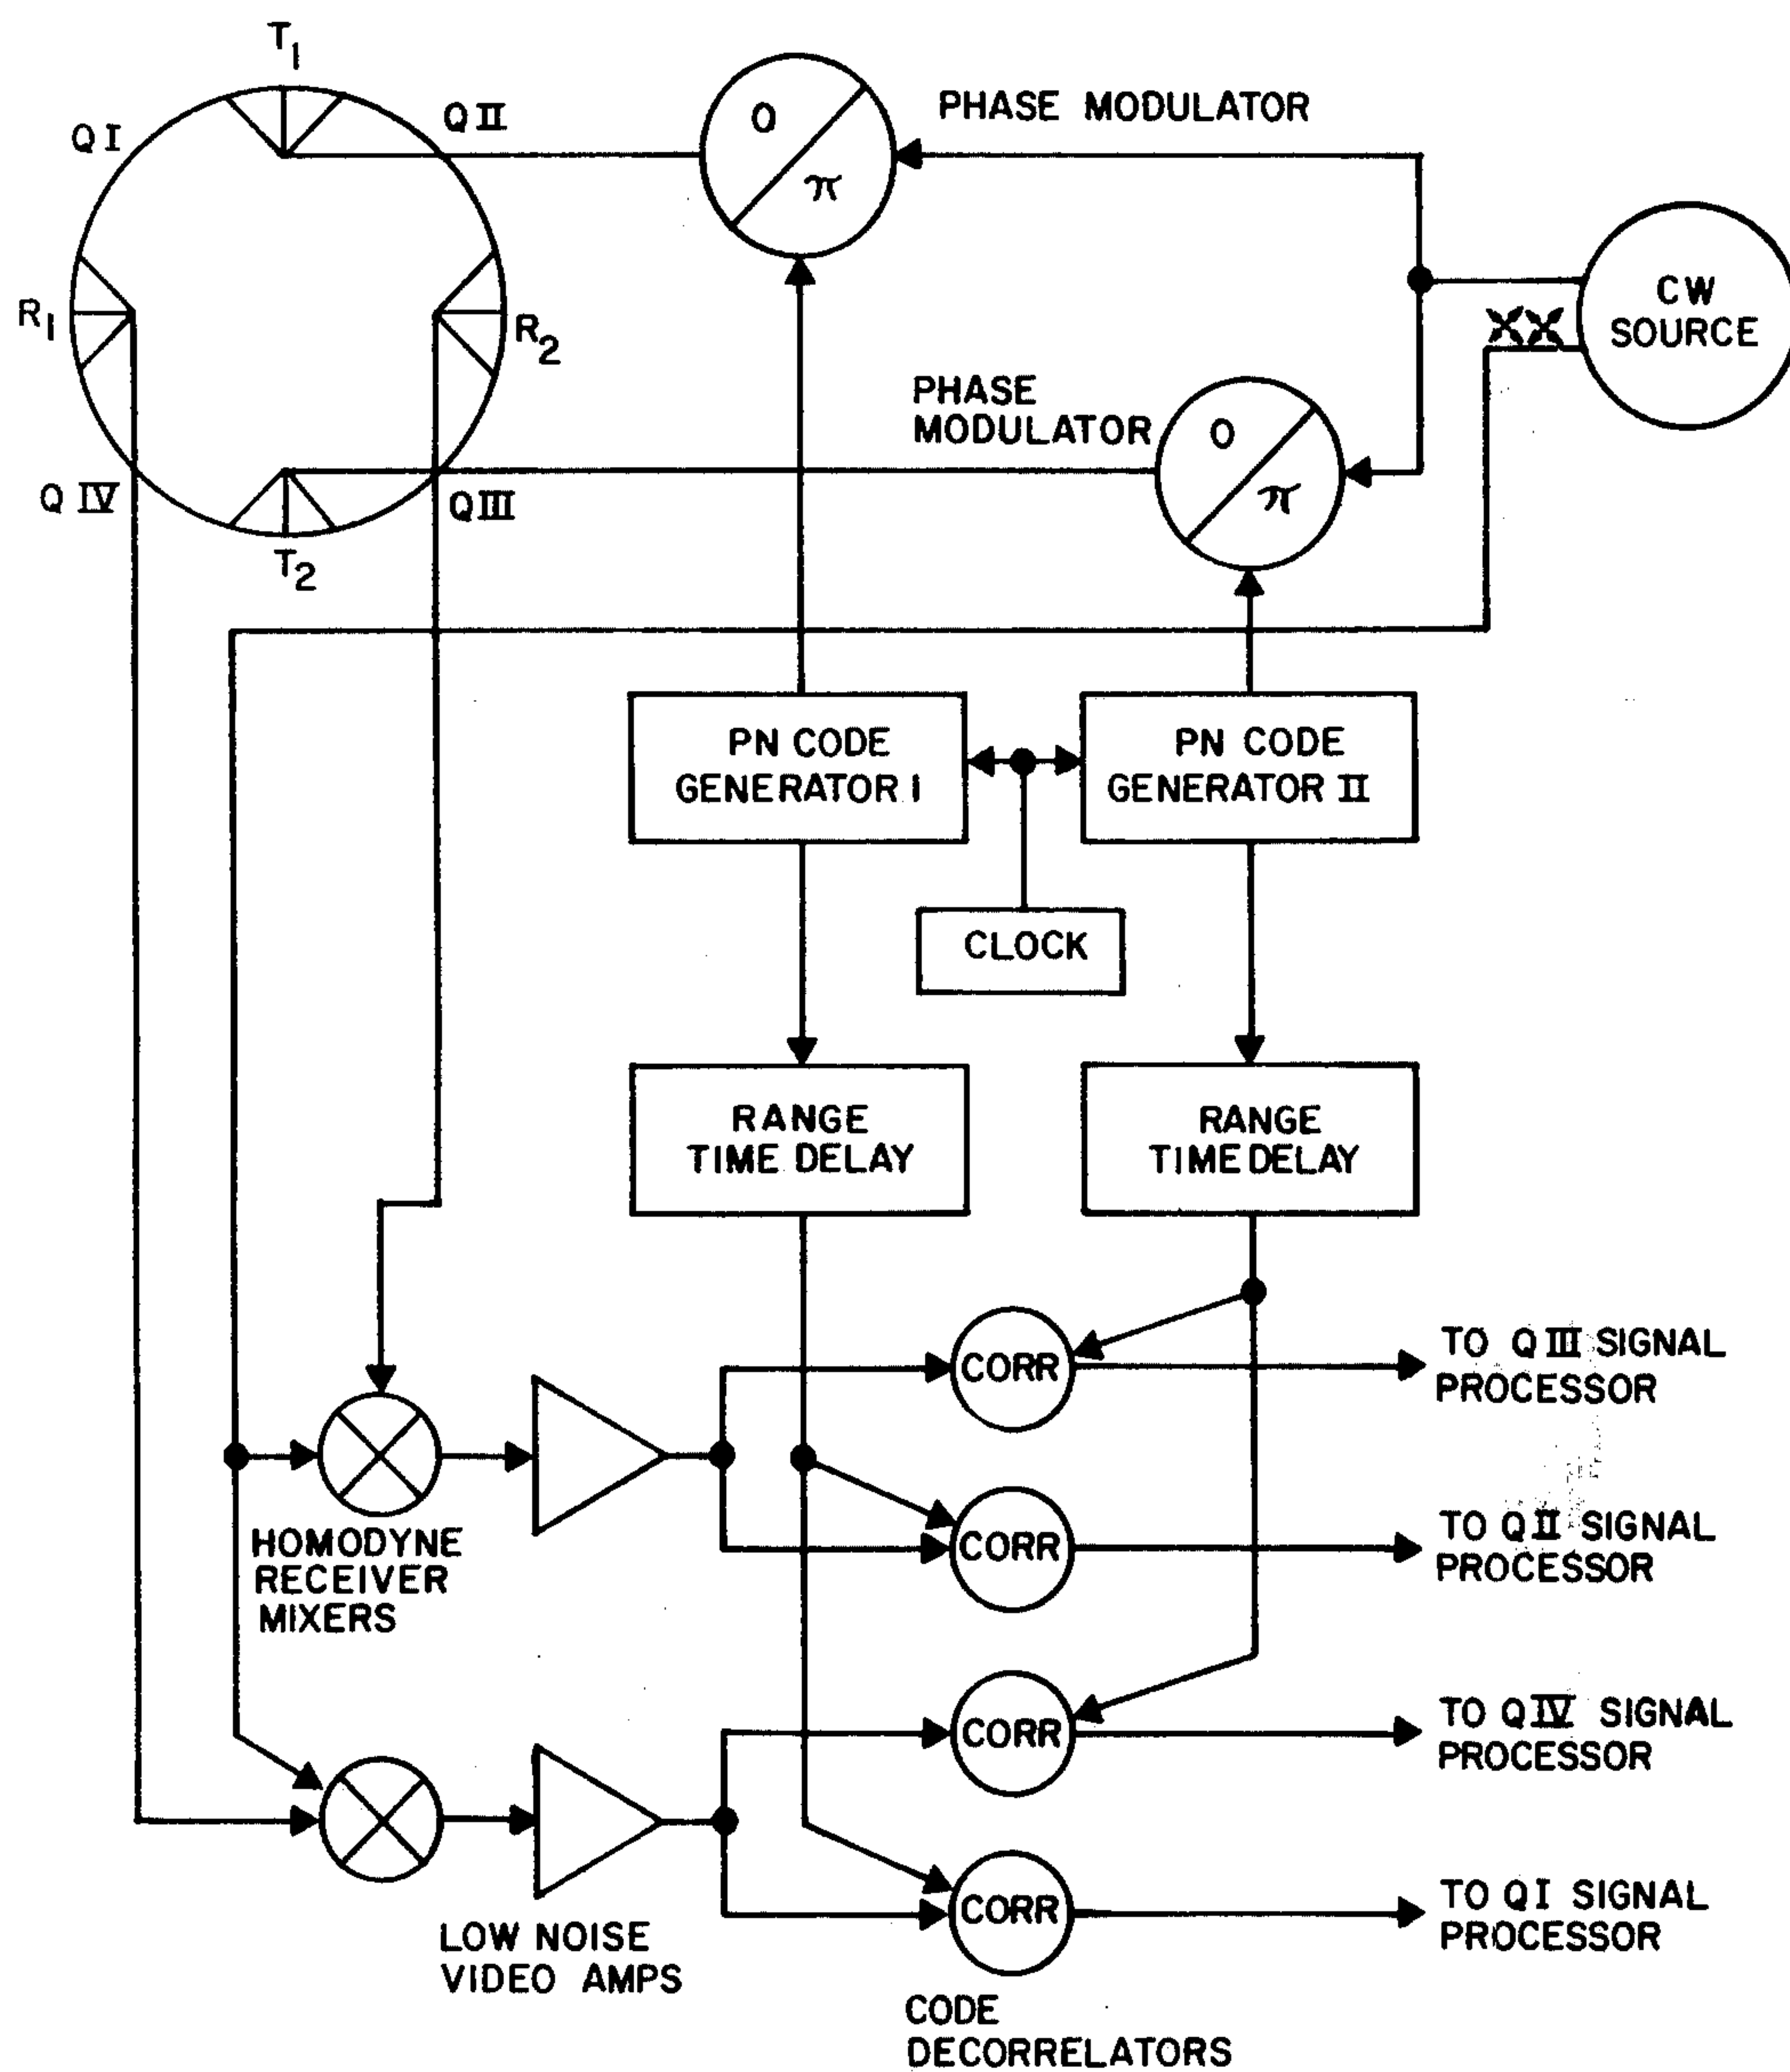 T1
QI
QII
O
π
PHASE MODULATOR
R1
R2
CW
SOURCE
PHASE
MODULATOR
O
π
QIV
QIII
T2
PN CODE
GENERATOR I
PN CODE
GENERATOR II
CLOCK
RANGE
TIME DELAY
RANGE
TIME DELAY
CORR
TO QIII SIGNAL
PROCESSOR
HOMODYNE
RECEIVER
MIXERS
CORR
TO QII SIGNAL
PROCESSOR
CORR
TO QIV SIGNAL
PROCESSOR
CORR
TO QI SIGNAL
PROCESSOR
LOW NOISE
VIDEO AMPS
CODE
DECORRELATORS